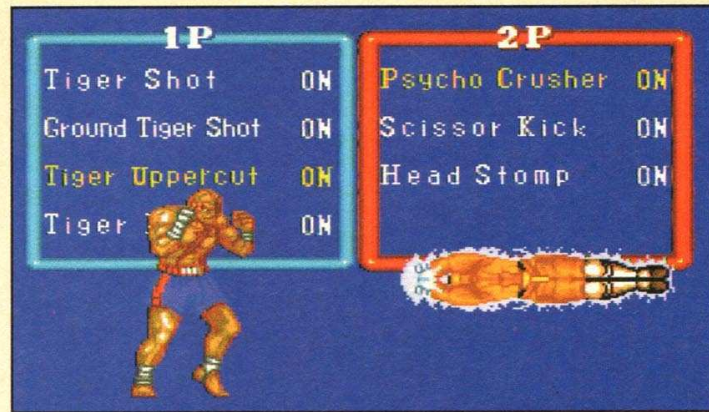 1P
Tiger Shot ON
Ground Tiger Shot ON
Tiger Uppercut ON
Tiger ON
2P
Psycho Crusher ON
Scissor Kick ON
Head Stomp ON